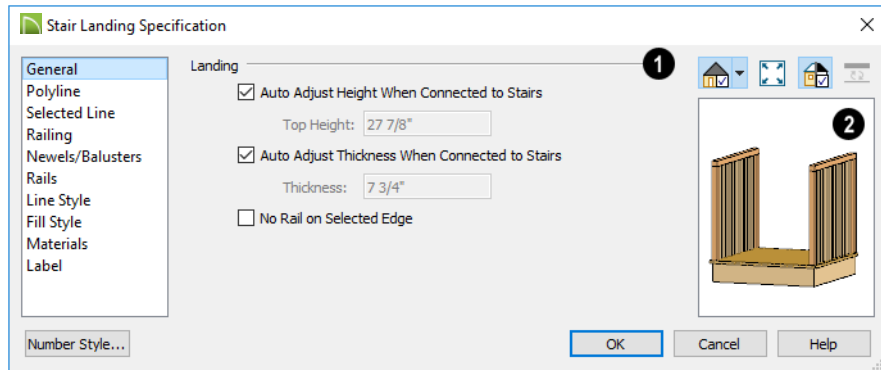 Stair Landing Specification
General
Polyline
Selected Line
Railing
Newels/Balusters
Rails
Line Style
Fill Style
Materials
Label
Landing
1
Auto Adjust Height When Connected to Stairs
Top Height: 27 7/8"
Auto Adjust Thickness When Connected to Stairs
Thickness: 7 3/4"
No Rail on Selected Edge
2
Number Style...
OK
Cancel
Help